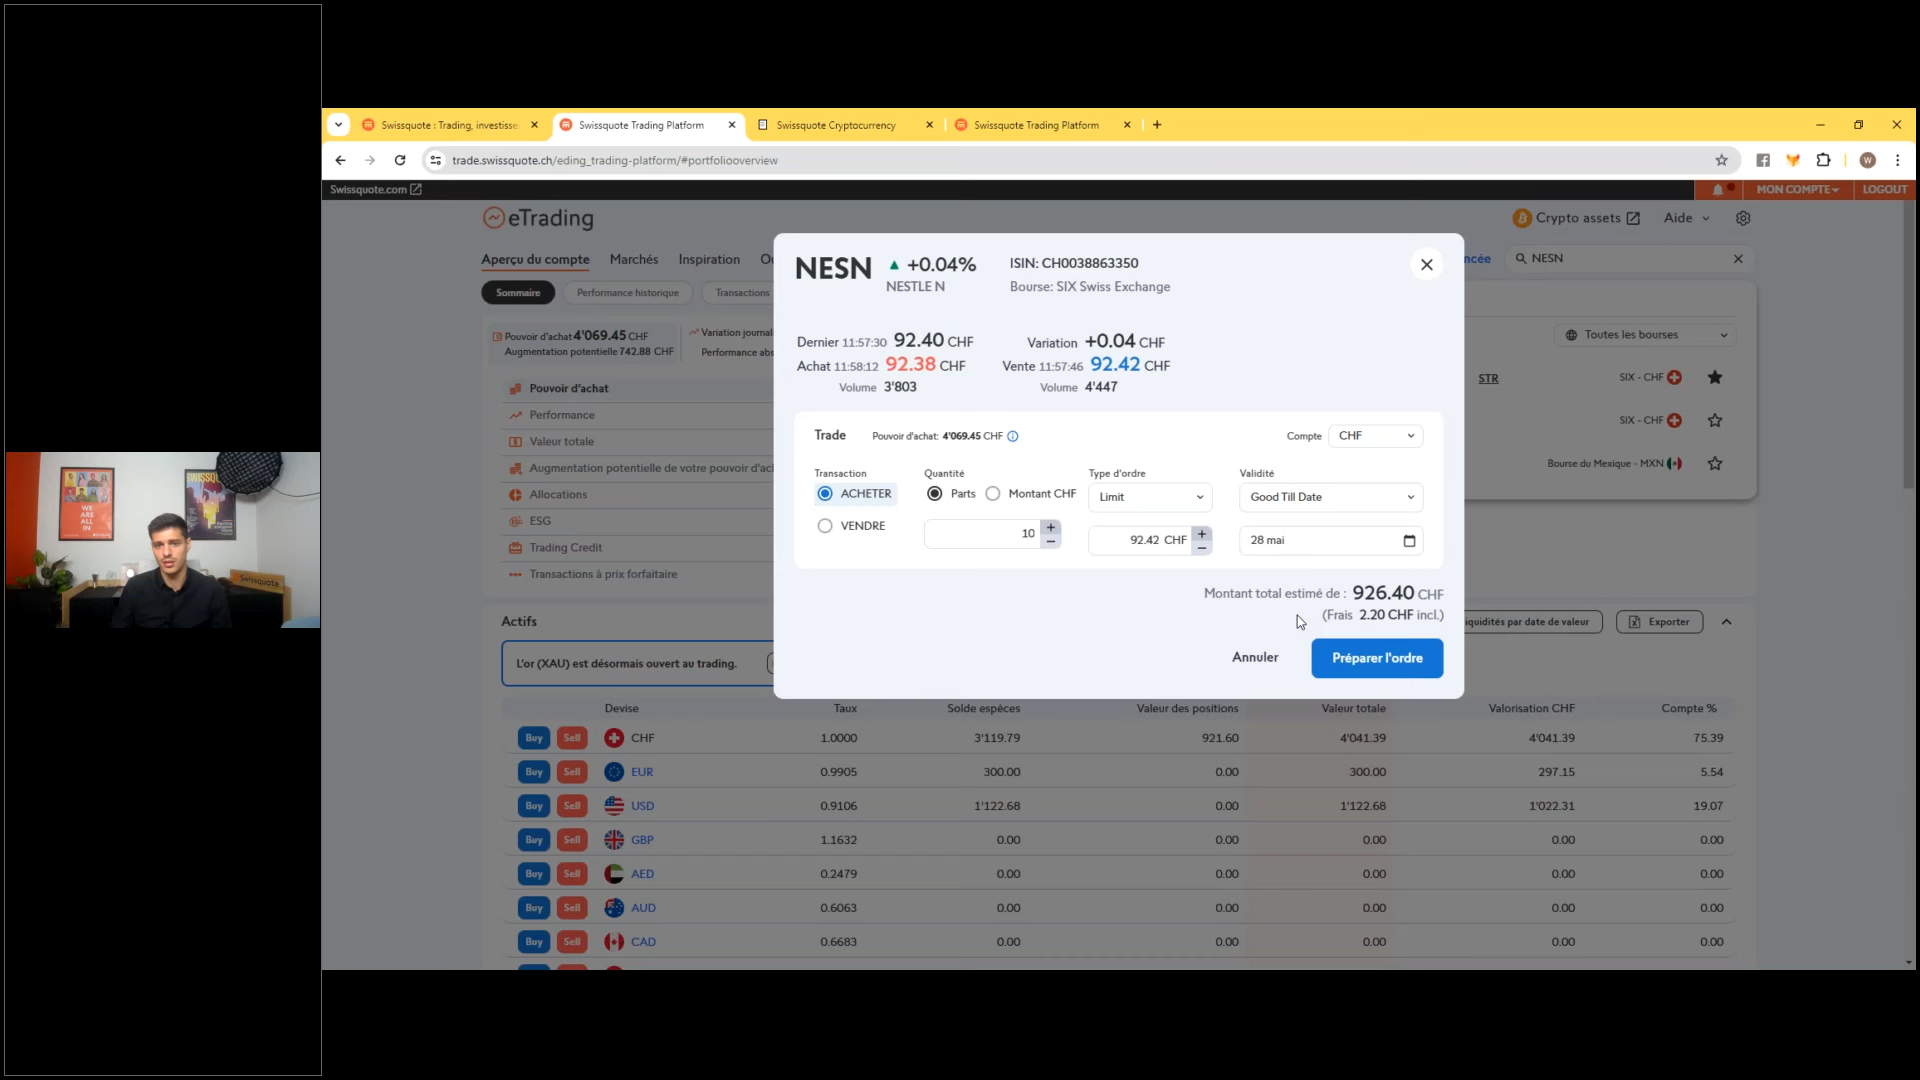 Swissquote : Trading, investisse
Swissquote Trading Platform
Swissquote Cryptocurrency
Swissquote Trading Platform
trade.swissquote.ch/eding_trading-platform/#portfoliooverview
W
Swissquote.com
MON COMPTE
LOGOUT
eTrading
Crypto assets
Aide
Aperçu du compte
Marchés
Inspiration
Ou
ncée
NESN
Sommaire
Performance historique
Transactions
Pouvoir d'achat 4'069.45 CHF
Augmentation potentielle 742.88 CHF
Variation journal
Performance abs
Toutes les bourses
Pouvoir d'achat
Performance
Valeur totale
Augmentation potentielle de votre pouvoir d'ac
Allocations
ESG
Trading Credit
Transactions à prix forfaitaire
STR
SIX - CHF
SIX - CHF
Bourse du Mexique - MXN
NESN
+0.04%
NESTLE N
ISIN: CH0038863350
Bourse: SIX Swiss Exchange
Dernier 11:57:30 92.40 CHF
Variation +0.04 CHF
Achat 11:58:12 92.38 CHF
Vente 11:57:46 92.42 CHF
Volume 3'803
Volume 4'447
Trade
Pouvoir d'achat: 4'069.45 CHF
Compte
CHF
Transaction
Quantité
Type d'ordre
Validité
ACHETER
Parts
Montant CHF
Limit
Good Till Date
VENDRE
10
92.42 CHF
28 mai
Montant total estimé de : 926.40 CHF
(Frais 2.20 CHF incl.)
Annuler
Préparer l'ordre
WE
ARE
ALL
IN
SWISSQUOTE
Swissquote
Actifs
iquidités par date de valeur
Exporter
L'or (XAU) est désormais ouvert au trading.
Devise Taux Solde espèces Valeur des positions Valeur totale Valorisation CHF Compte %
Buy Sell CHF 1.0000 3'119.79 921.60 4'041.39 4'041.39 75.39
Buy Sell EUR 0.9905 300.00 0.00 300.00 297.15 5.54
Buy Sell USD 0.9106 1'122.68 0.00 1'122.68 1'022.31 19.07
Buy Sell GBP 1.1632 0.00 0.00 0.00 0.00 0.00
Buy Sell AED 0.2479 0.00 0.00 0.00 0.00 0.00
Buy Sell AUD 0.6063 0.00 0.00 0.00 0.00 0.00
Buy Sell CAD 0.6683 0.00 0.00 0.00 0.00 0.00